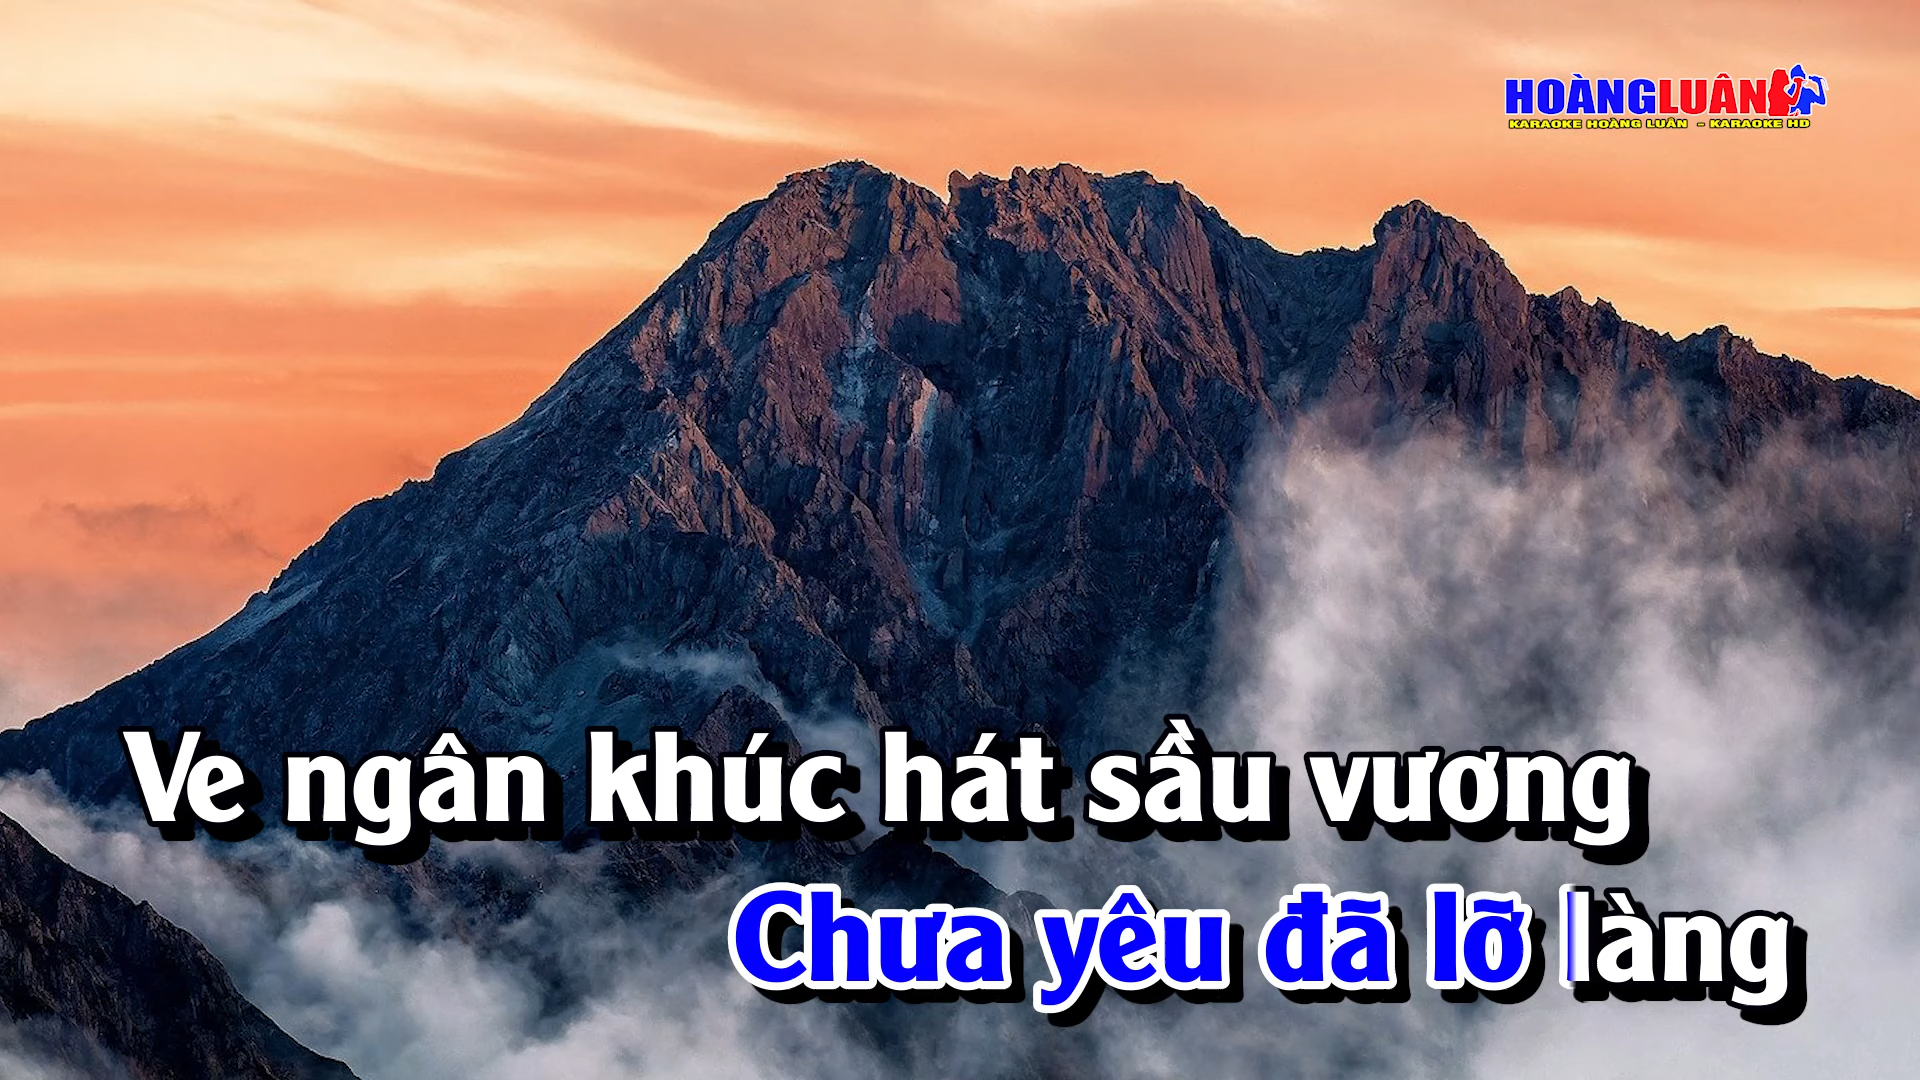 HOÀNGLUÂN
KARAOKE HOÀNG LUÂN - KARAOKE HD
Ve ngân khúc hát sầu vương
Chưa yêu đã lỡ làng